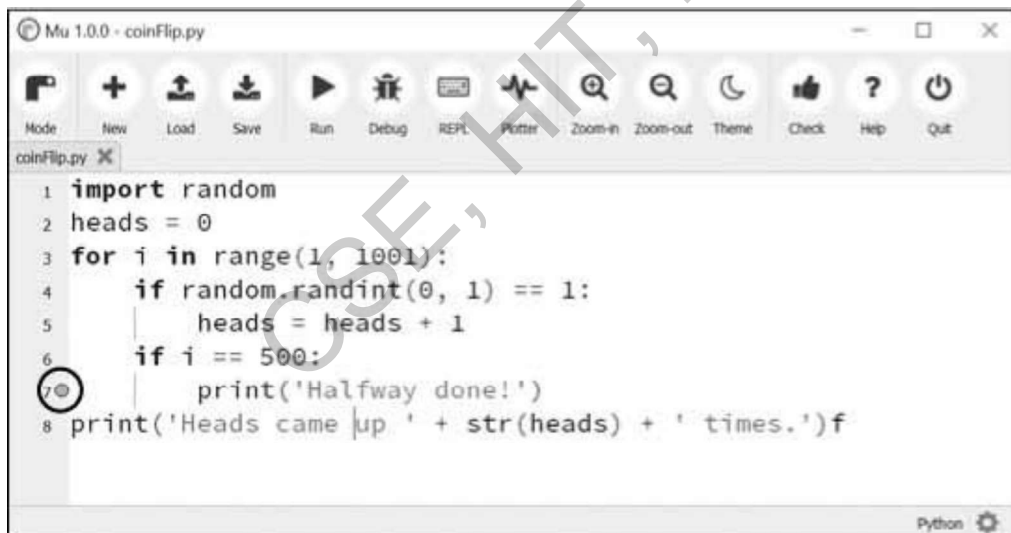 Mu 1.0.0 - coinFlip.py
Mode New Load Save Run Debug REPL Plotter Zoom-in Zoom-out Theme Check Help Quit
coinFlip.py
1 import random
2 heads = 0
3 for i in range(1, 1001):
4 if random.randint(0, 1) == 1:
5 heads = heads + 1
6 if i == 500:
7 print('Halfway done!')
8 print('Heads came up ' + str(heads) + ' times.')f
Python
CSE, HIT,